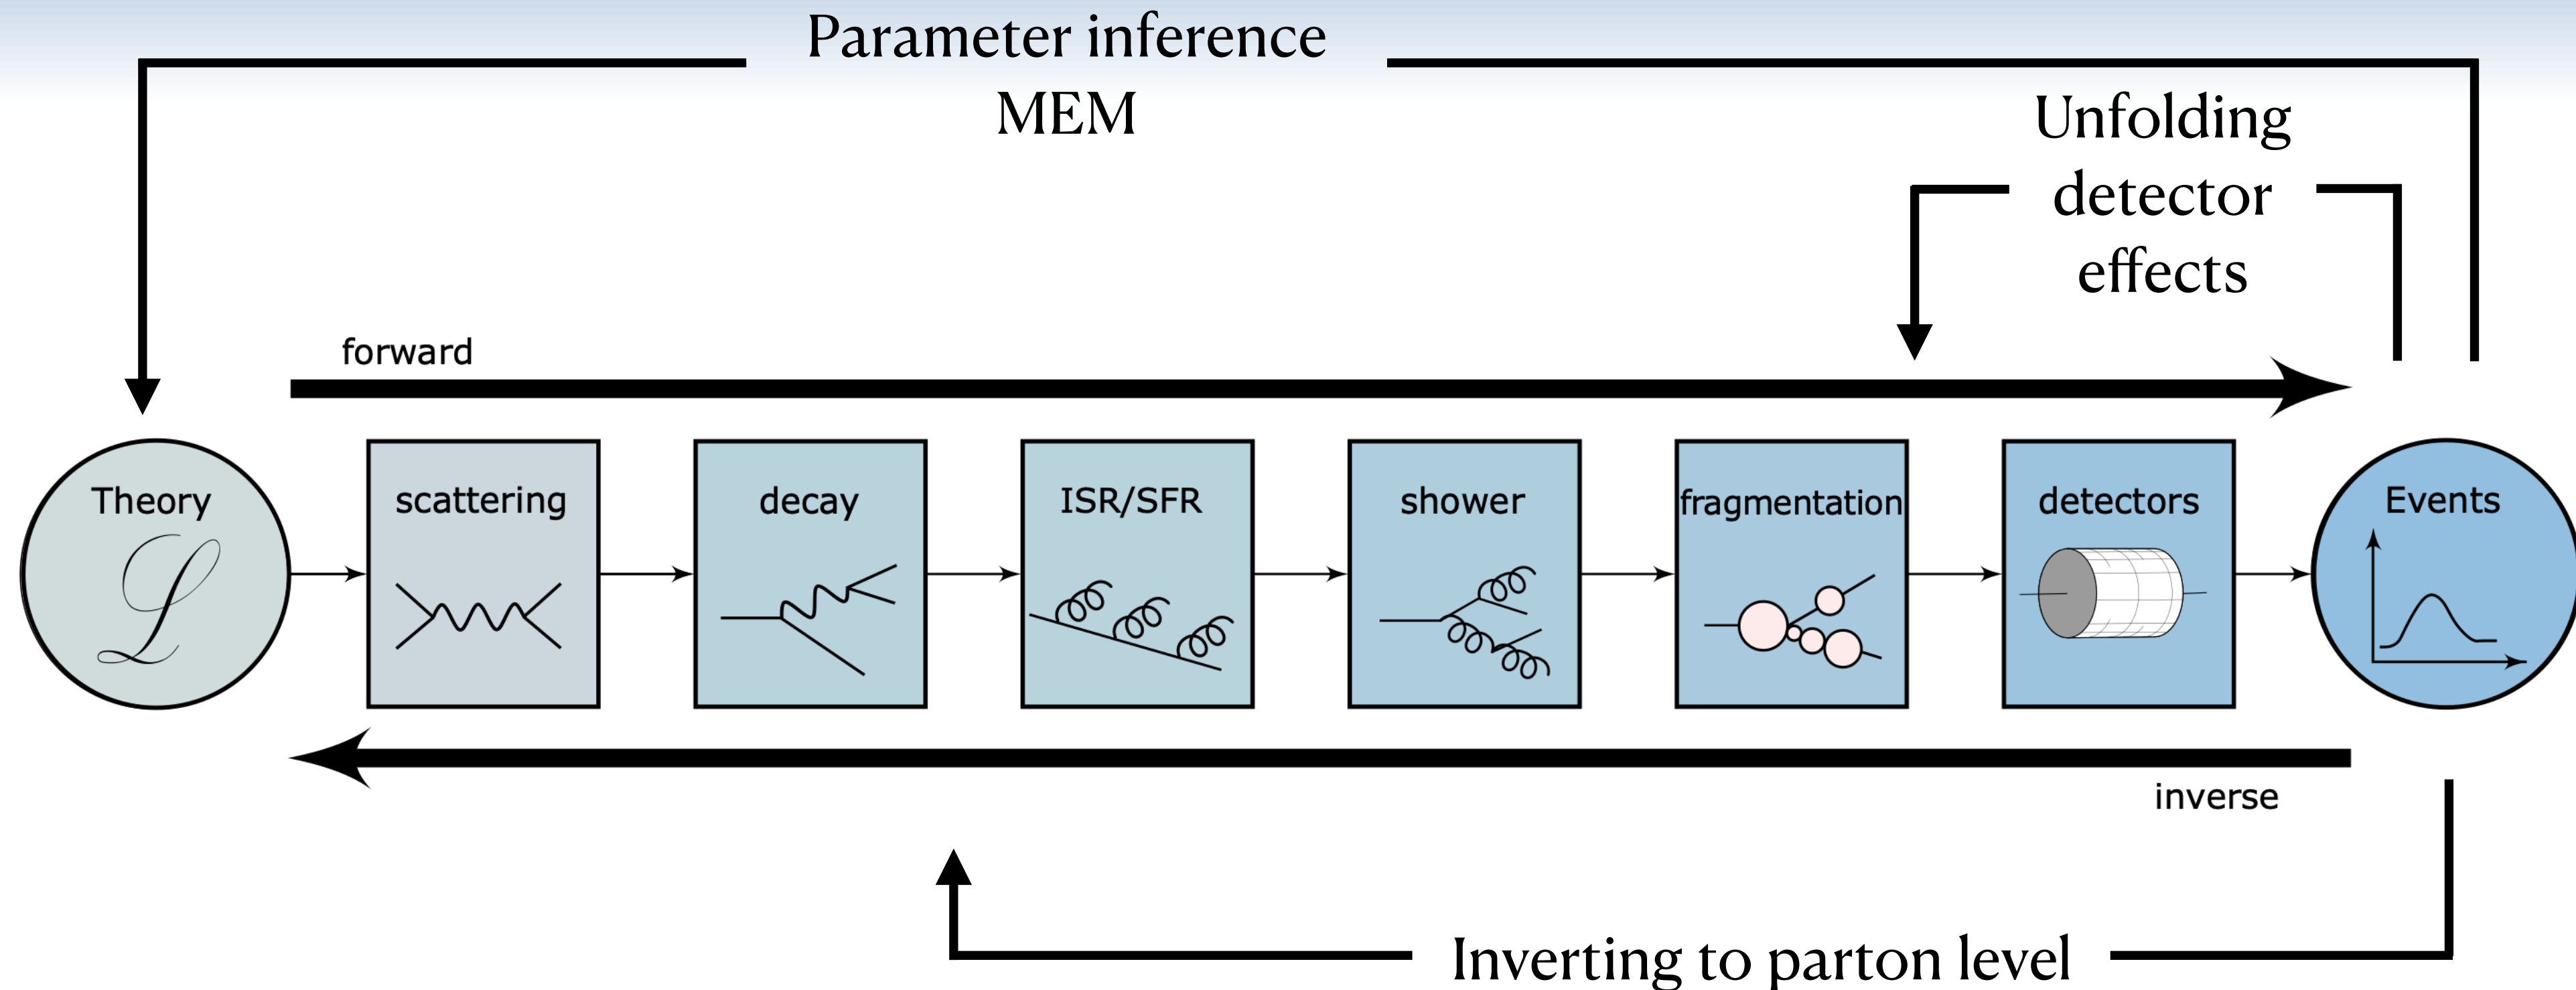 Parameter inference
MEM
Unfolding
detector
effects
forward
Theory
ℒ
scattering
decay
ISR/SFR
shower
fragmentation
detectors
Events
inverse
Inverting to parton level